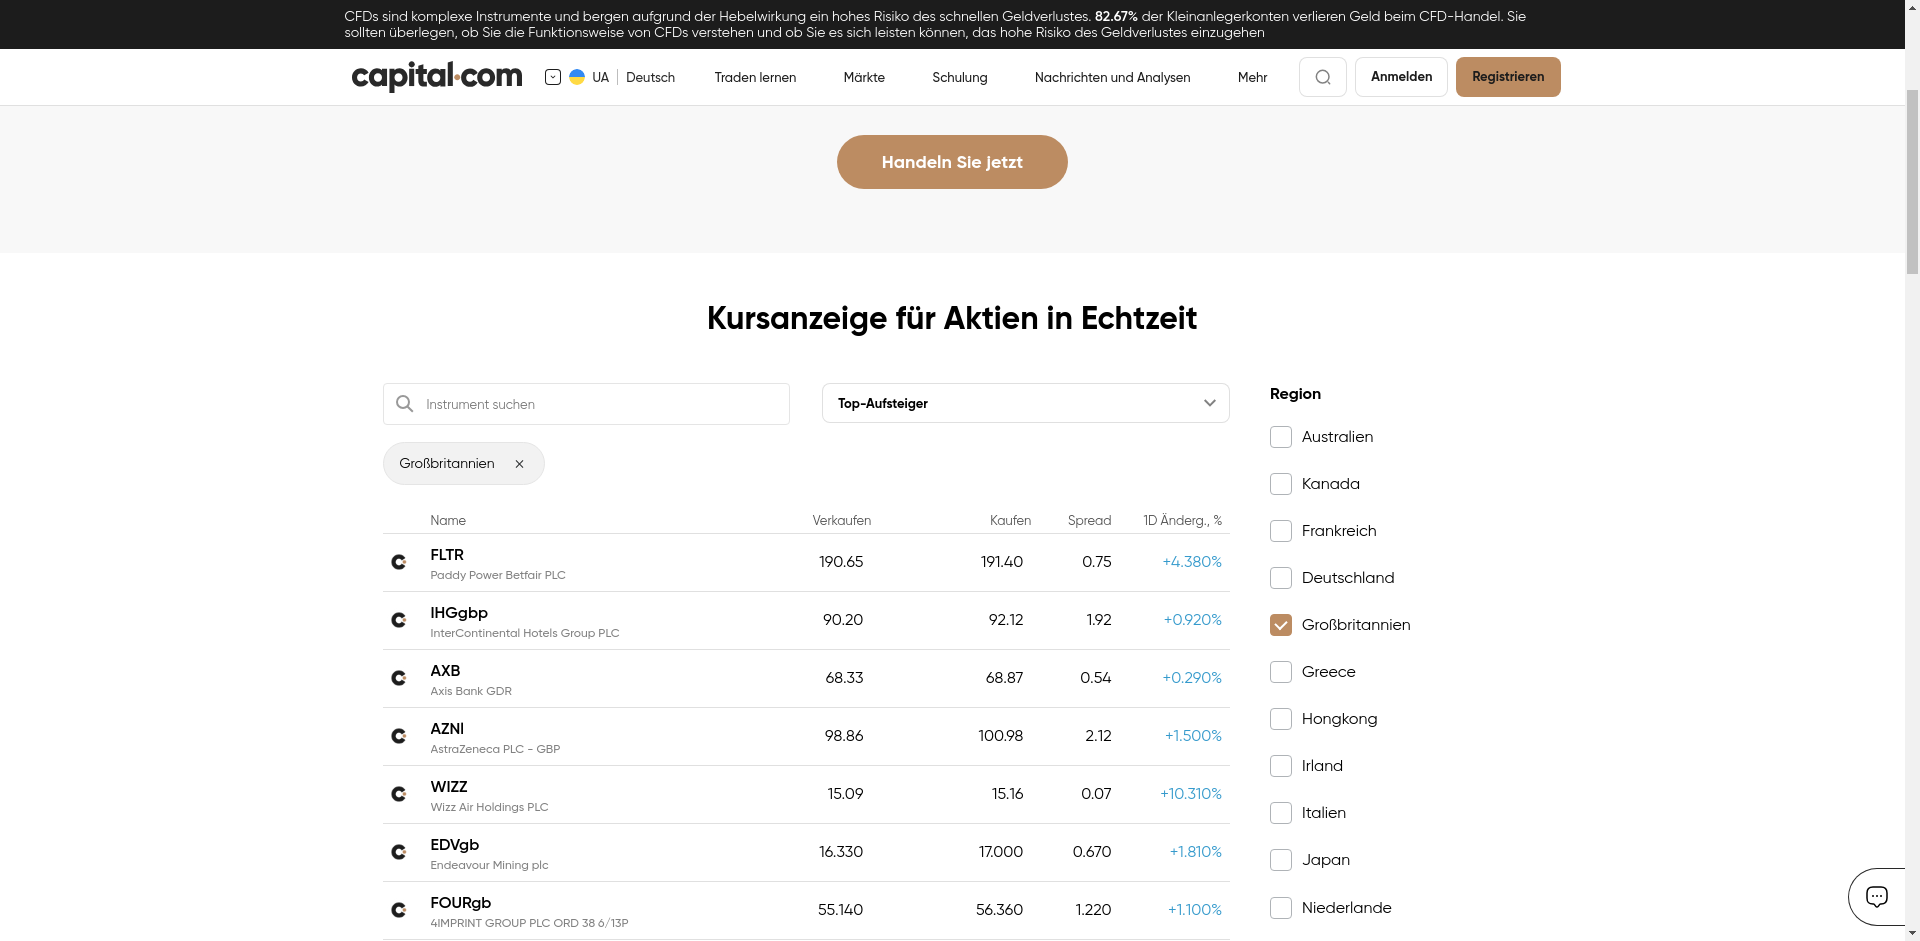 CFDs sind komplexe Instrumente und bergen aufgrund der Hebelwirkung ein hohes Risiko des schnellen Geldverlustes. 82.67% der Kleinanlegerkonten verlieren Geld beim CFD-Handel. Sie
sollten überlegen, ob Sie die Funktionsweise von CFDs verstehen und ob Sie es sich leisten können, das hohe Risiko des Geldverlustes einzugehen
capital.com UA Deutsch Traden lernen Märkte Schulung Nachrichten und Analysen Mehr Anmelden Registrieren
Handeln Sie jetzt
Kursanzeige für Aktien in Echtzeit
Instrument suchen
Top-Aufsteiger
Großbritannien
Name Verkaufen Kaufen Spread 1D Änderg., %
FLTR 190.65 191.40 0.75 +4.380%
Paddy Power Betfair PLC
IHGgbp 90.20 92.12 1.92 +0.920%
InterContinental Hotels Group PLC
AXB 68.33 68.87 0.54 +0.290%
Axis Bank GDR
AZNl 98.86 100.98 2.12 +1.500%
AstraZeneca PLC - GBP
WIZZ 15.09 15.16 0.07 +10.310%
Wizz Air Holdings PLC
EDVgb 16.330 17.000 0.670 +1.810%
Endeavour Mining plc
FOURgb 55.140 56.360 1.220 +1.100%
4IMPRINT GROUP PLC ORD 38 6/13P
Region
Australien
Kanada
Frankreich
Deutschland
Großbritannien
Greece
Hongkong
Irland
Italien
Japan
Niederlande